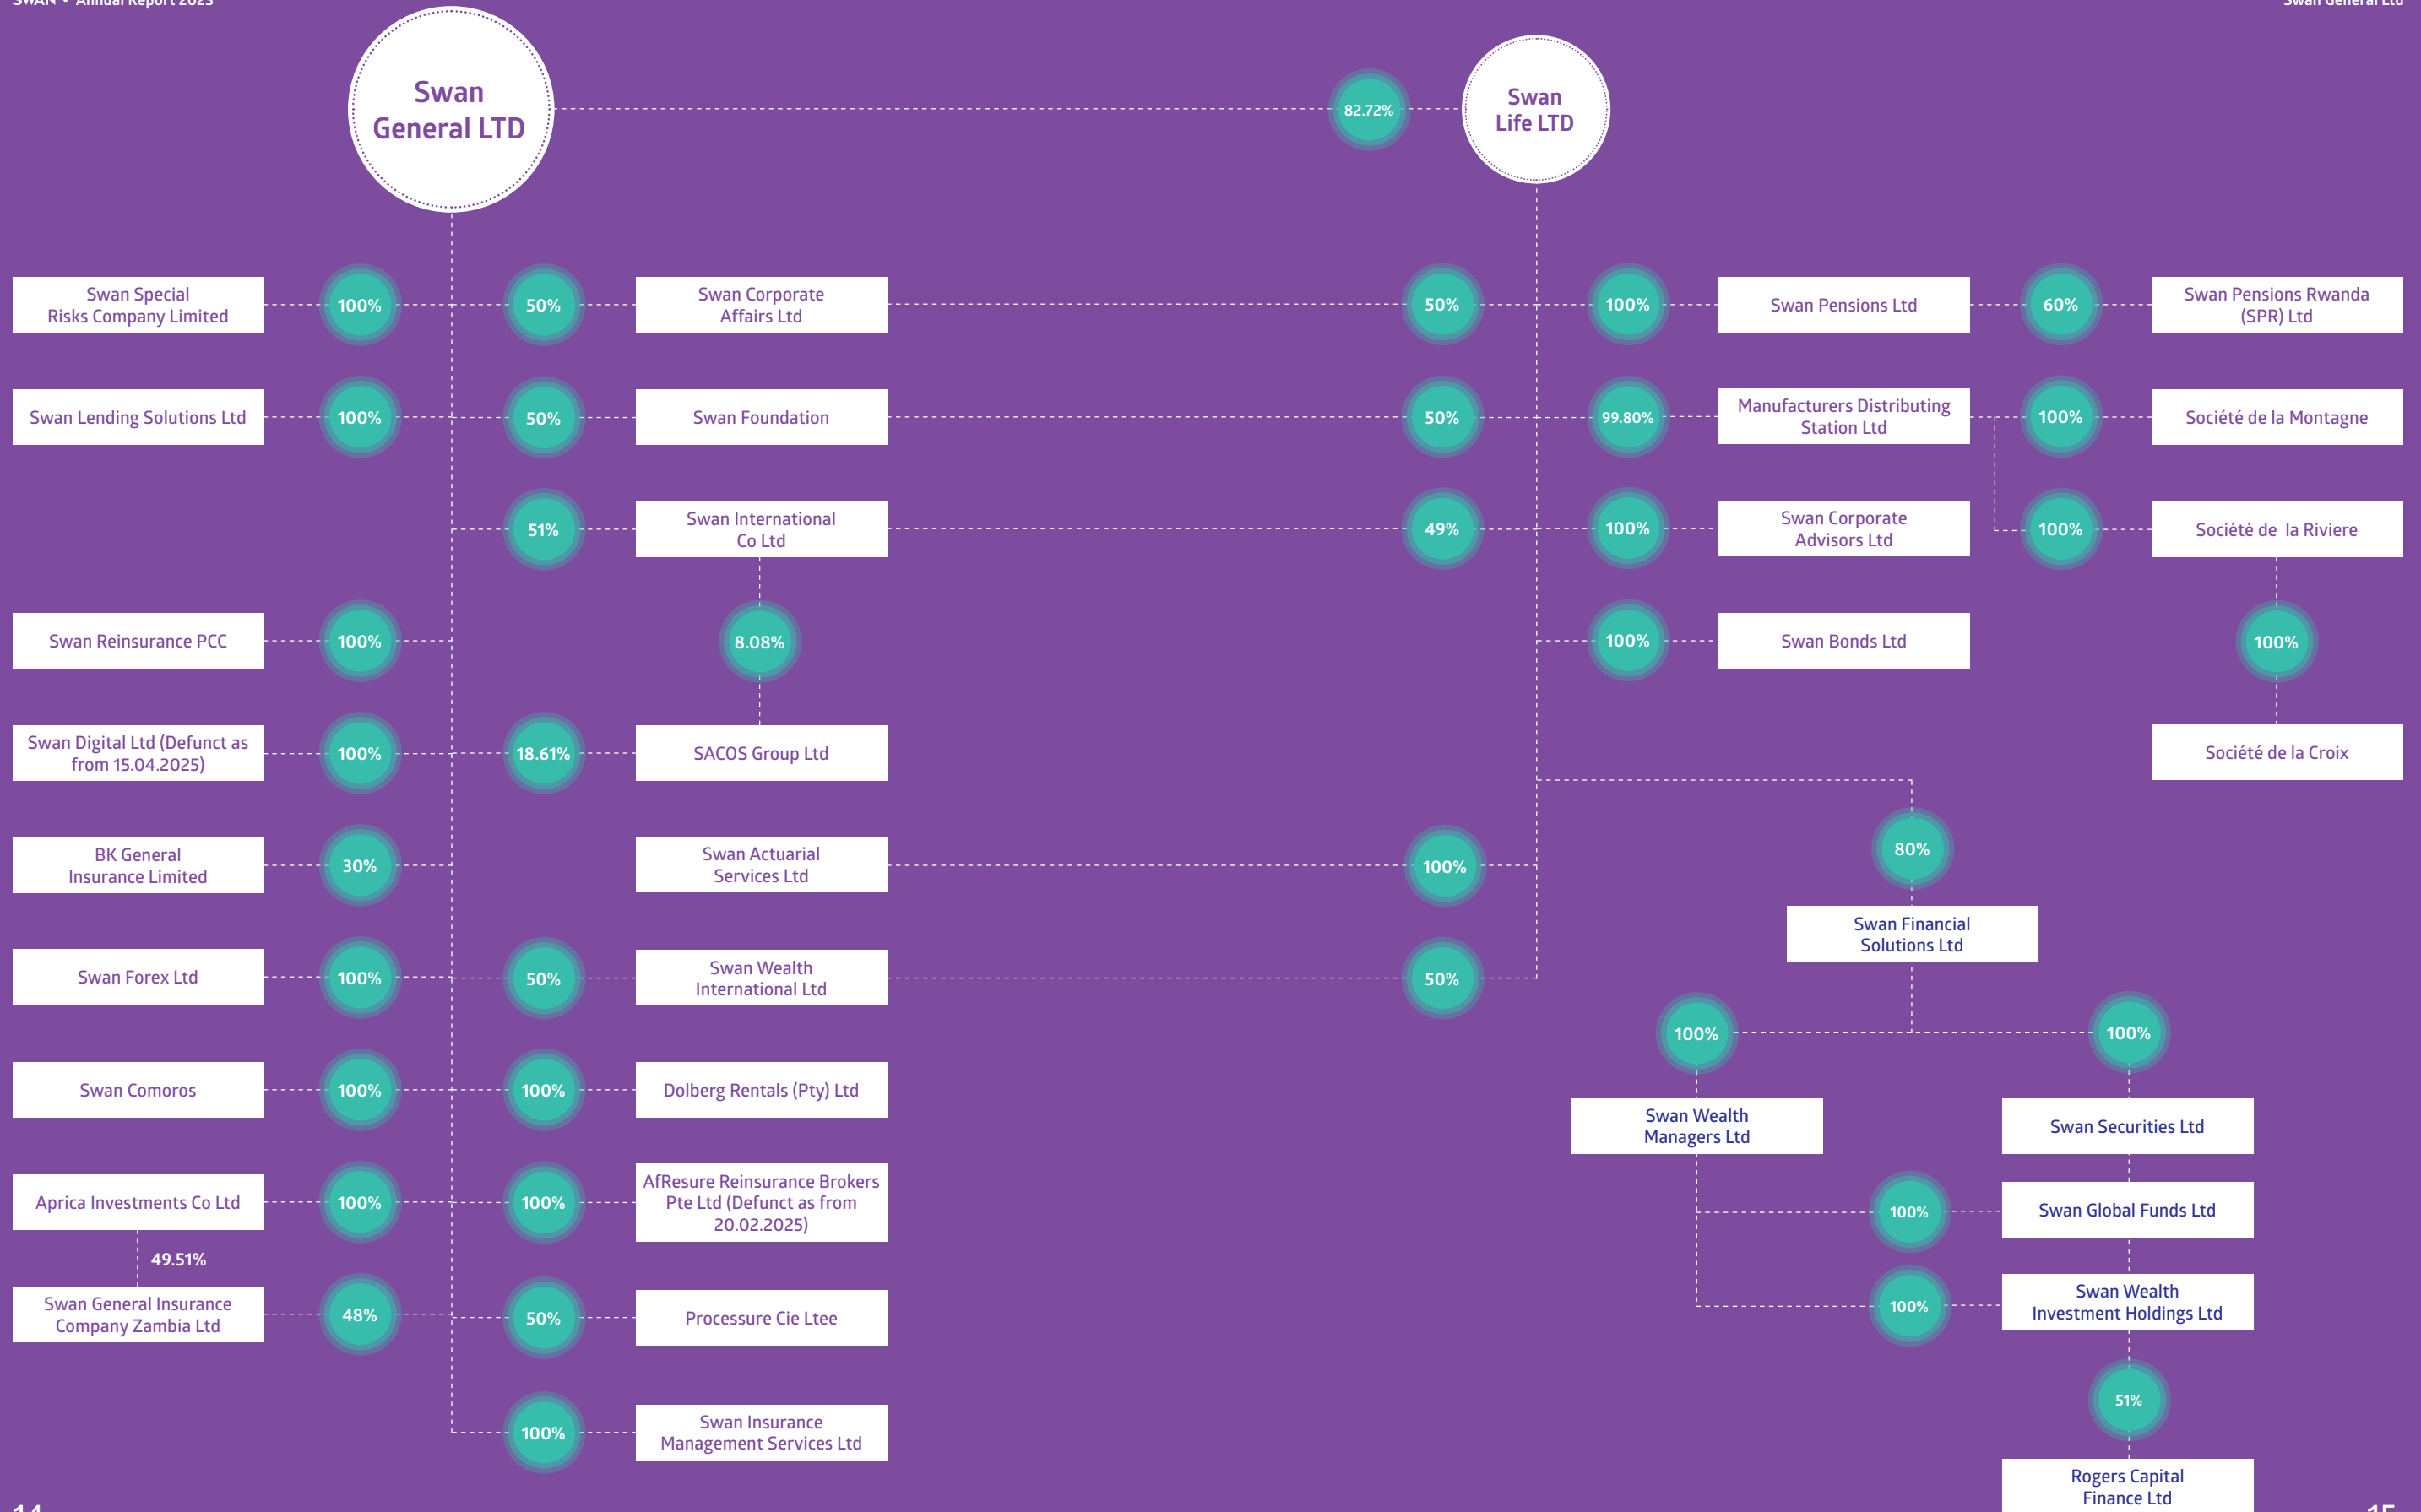 SWAN • Annual Report 2023
Swan General Ltd
Swan
General LTD
82.72%
Swan
Life LTD
Swan Special
Risks Company Limited
100%
50%
Swan Corporate
Affairs Ltd
50%
100%
Swan Pensions Ltd
60%
Swan Pensions Rwanda
(SPR) Ltd
Swan Lending Solutions Ltd
100%
50%
Swan Foundation
50%
99.80%
Manufacturers Distributing
Station Ltd
100%
Société de la Montagne
51%
Swan International
Co Ltd
49%
100%
Swan Corporate
Advisors Ltd
100%
Société de  la Riviere
Swan Reinsurance PCC
100%
8.08%
100%
Swan Bonds Ltd
100%
Swan Digital Ltd (Defunct as
from 15.04.2025)
100%
18.61%
SACOS Group Ltd
Société de la Croix
BK General
Insurance Limited
30%
Swan Actuarial
Services Ltd
100%
80%
Swan Financial
Solutions Ltd
Swan Forex Ltd
100%
50%
Swan Wealth
International Ltd
50%
100%
100%
Swan Comoros
100%
100%
Dolberg Rentals (Pty) Ltd
Swan Wealth
Managers Ltd
Swan Securities Ltd
Aprica Investments Co Ltd
100%
100%
AfResure Reinsurance Brokers
Pte Ltd (Defunct as from
20.02.2025)
100%
Swan Global Funds Ltd
49.51%
Swan General Insurance
Company Zambia Ltd
48%
50%
Processure Cie Ltee
100%
Swan Wealth
Investment Holdings Ltd
51%
100%
Swan Insurance
Management Services Ltd
Rogers Capital
Finance Ltd
14
15